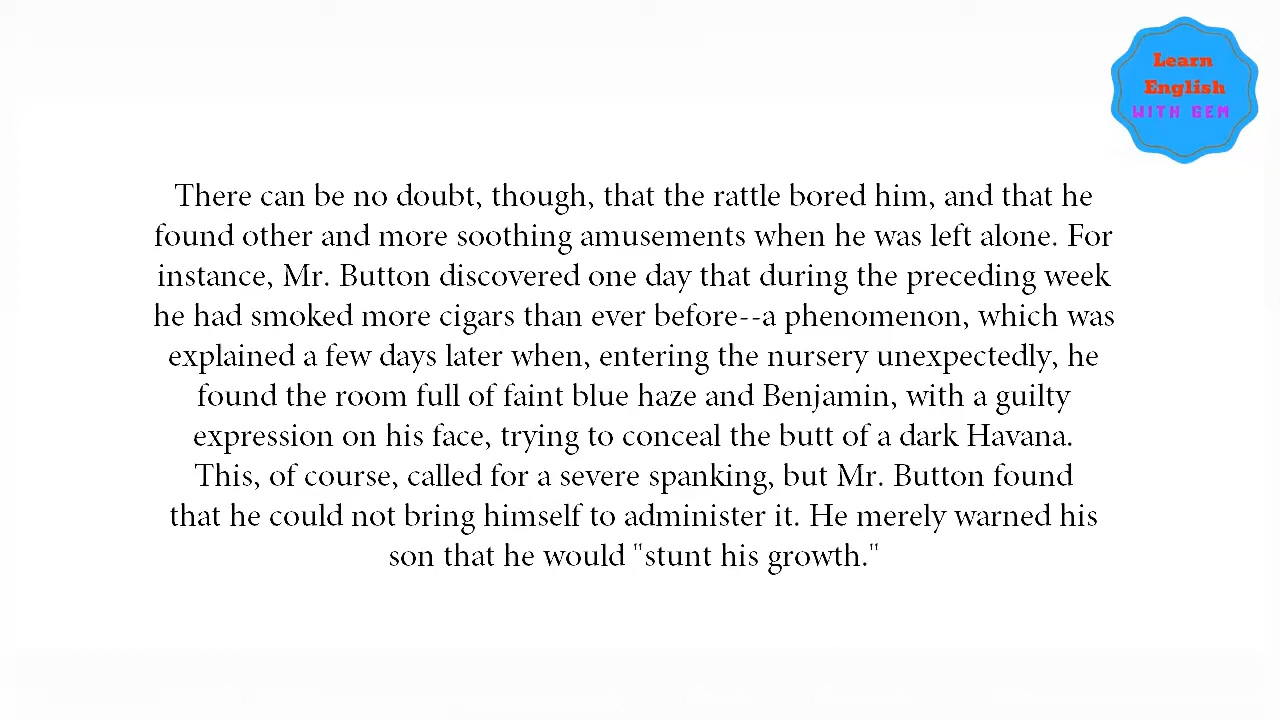 Learn
English
WITH GEM
There can be no doubt, though, that the rattle bored him, and that he
found other and more soothing amusements when he was left alone. For
instance, Mr. Button discovered one day that during the preceding week
he had smoked more cigars than ever before--a phenomenon, which was
explained a few days later when, entering the nursery unexpectedly, he
found the room full of faint blue haze and Benjamin, with a guilty
expression on his face, trying to conceal the butt of a dark Havana.
This, of course, called for a severe spanking, but Mr. Button found
that he could not bring himself to administer it. He merely warned his
son that he would "stunt his growth."